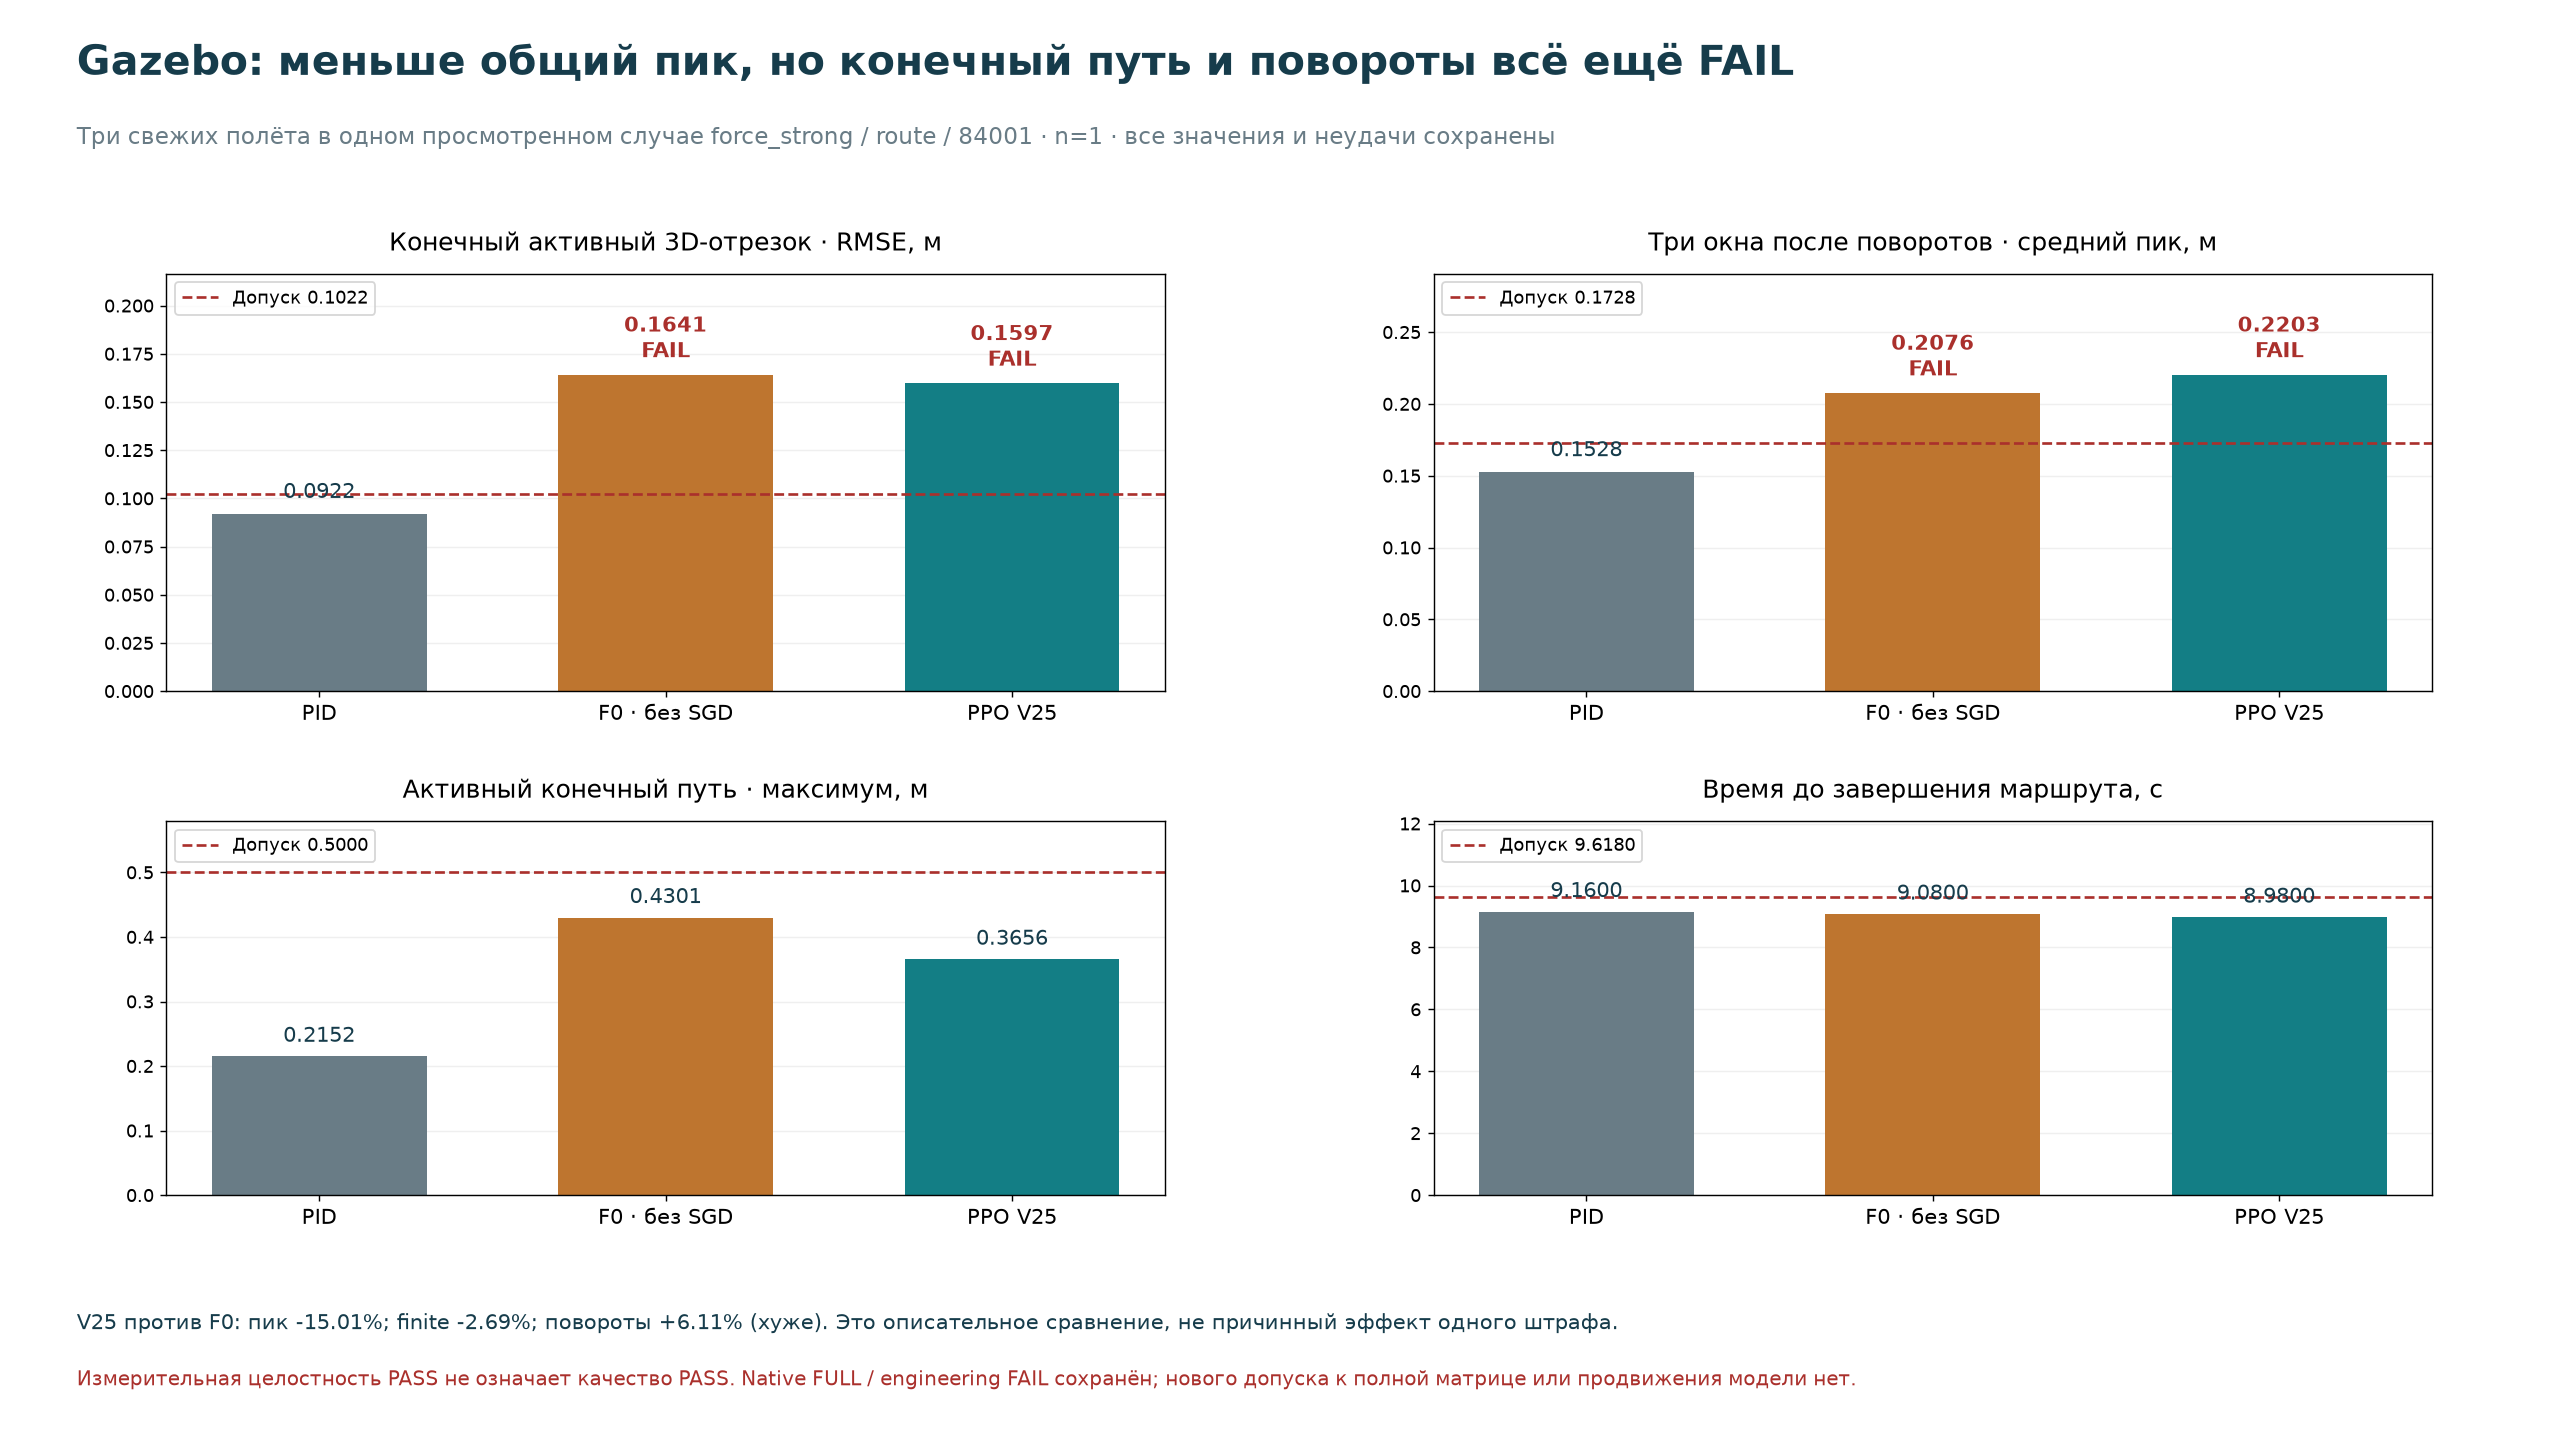 Gazebo: меньше общий пик, но конечный путь и повороты всё ещё FAIL
Три свежих полёта в одном просмотренном случае force_strong / route / 84001 · n=1 · все значения и неудачи сохранены
Конечный активный 3D-отрезок · RMSE, м
Допуск 0.1022
0.200
0.175
0.150
0.125
0.100
0.075
0.050
0.025
0.000
0.0922
0.1641
FAIL
0.1597
FAIL
PID
F0 · без SGD
PPO V25
Три окна после поворотов · средний пик, м
Допуск 0.1728
0.25
0.20
0.15
0.10
0.05
0.00
0.1528
0.2076
FAIL
0.2203
FAIL
PID
F0 · без SGD
PPO V25
Активный конечный путь · максимум, м
Допуск 0.5000
0.5
0.4
0.3
0.2
0.1
0.0
0.2152
0.4301
0.3656
PID
F0 · без SGD
PPO V25
Время до завершения маршрута, с
Допуск 9.6180
12
10
8
6
4
2
0
9.1600
9.0800
8.9800
PID
F0 · без SGD
PPO V25
V25 против F0: пик -15.01%; finite -2.69%; повороты +6.11% (хуже). Это описательное сравнение, не причинный эффект одного штрафа.
Измерительная целостность PASS не означает качество PASS. Native FULL / engineering FAIL сохранён; нового допуска к полной матрице или продвижения модели нет.